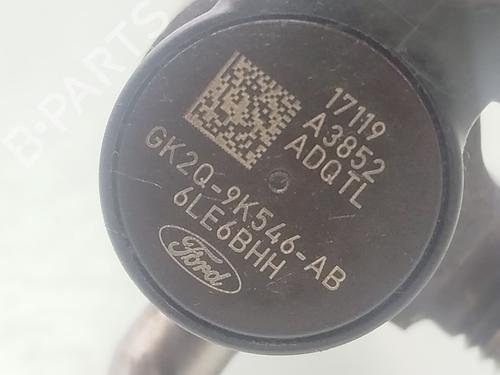 B-PARTS
17119
A3852
ADQTL
GK2Q-9K546-AB
6LE6BHH
Ford